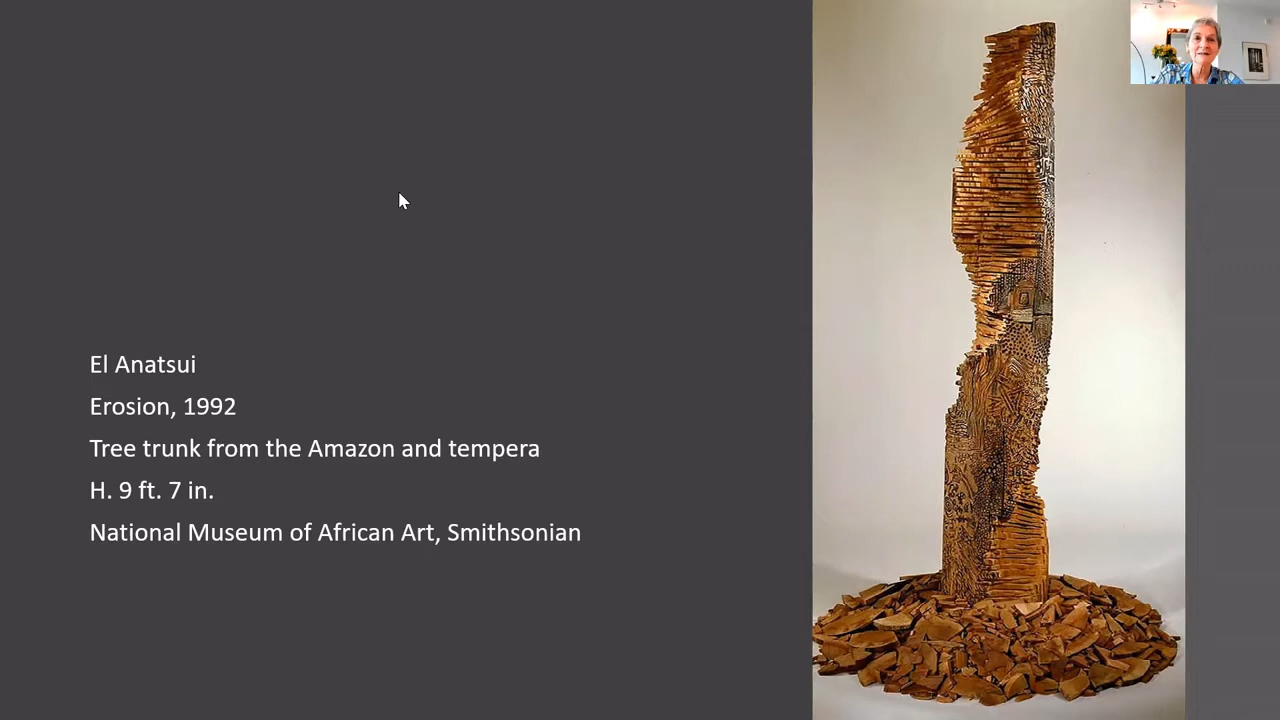 El Anatsui
Erosion, 1992
Tree trunk from the Amazon and tempera
H. 9 ft. 7 in.
National Museum of African Art, Smithsonian